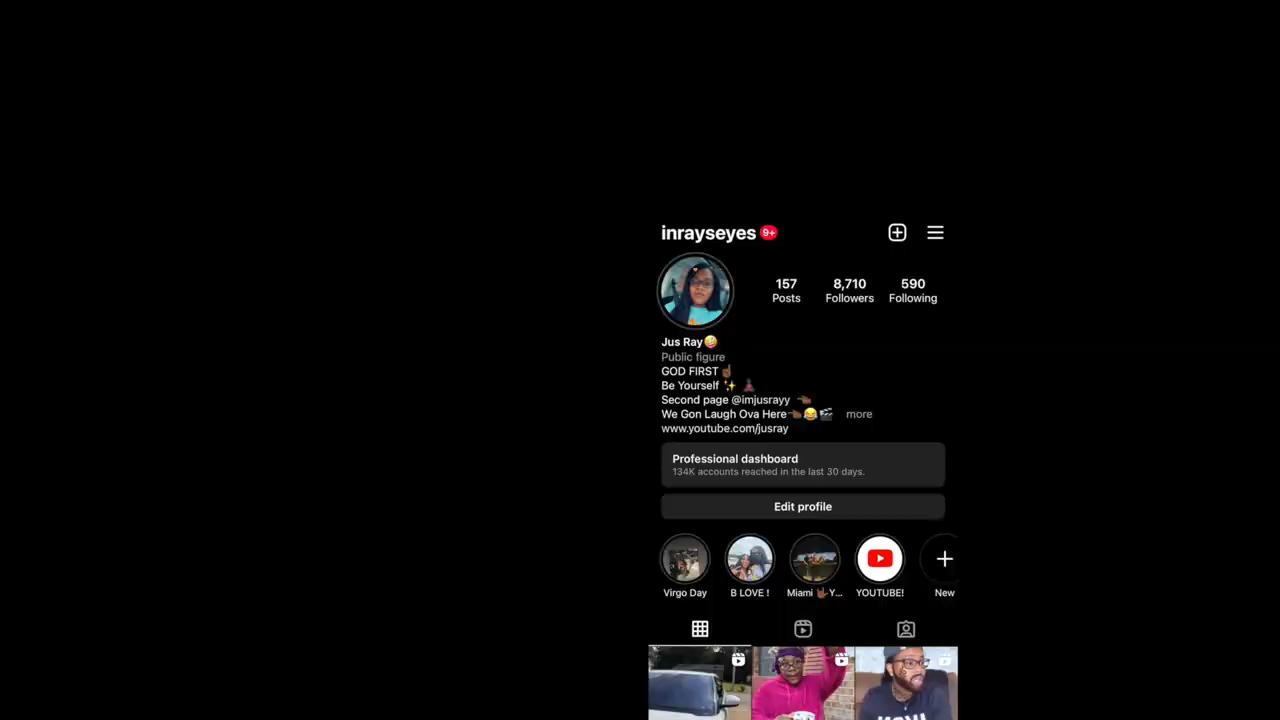 inrayseyes 9+
157 8,710 590
Posts Followers Following
Jus Ray🤪
Public figure
GOD FIRST☝🏾
Be Yourself ✨ 🧘🏾‍♀️
Second page @imjusrayy 👈🏾
We Gon Laugh Ova Here👈🏾😂🎬 more
www.youtube.com/jusray
Professional dashboard
134K accounts reached in the last 30 days.
Edit profile
Virgo Day B LOVE ! Miami 🤟🏾Y... YOUTUBE! New